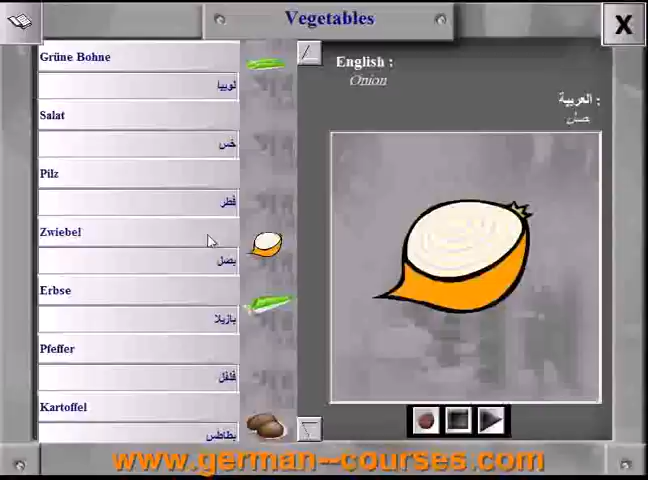 Vegetables
X
Grüne Bohne
لوبيا
Salat
خس
Pilz
فطر
Zwiebel
بصل
Erbse
بازيلا
Pfeffer
فلفل
Kartoffel
بطاطس
English :
Onion
العربية :
بصل
www.german--courses.com